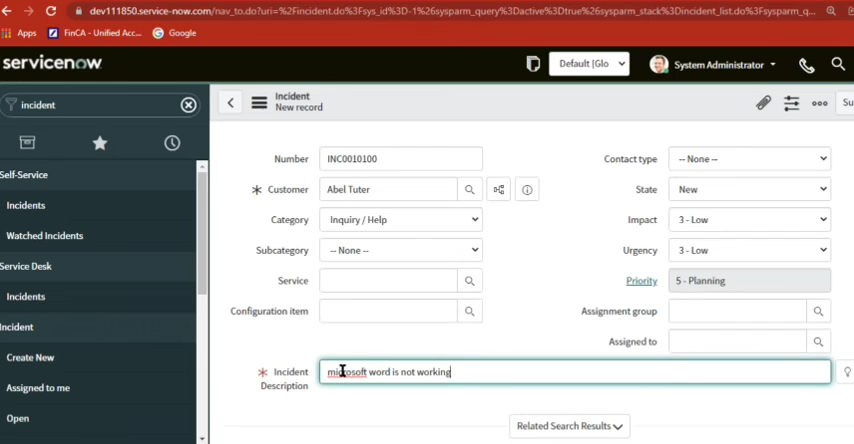 dev111850.service-now.com/nav_to.do?uri=%2Fincident.do%3Fsys_id%3D-1%26sysparm_query%3Dactive%3Dtrue%26sysparm_stack%3Dincident_list.do%3Fsysparm_q...
Apps FinCA - Unified Acc... Google
servicenow Default [Glo System Administrator
incident Incident
New record Su
Number INC0010100 Contact type -- None --
Self-Service
Customer Abel Tuter State New
Incidents
Category Inquiry / Help Impact 3 - Low
Watched Incidents
Subcategory -- None -- Urgency 3 - Low
Service Desk
Service Priority 5 - Planning
Incidents
Configuration item Assignment group
Incident
Assigned to
Create New
Incident microsoft word is not working
Description
Assigned to me
Open
Related Search Results